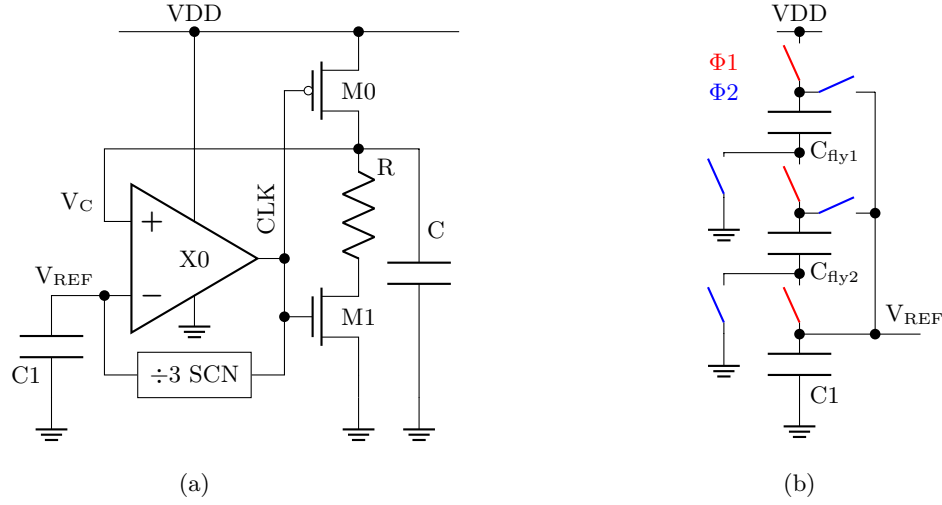 VDD
M0
R
V_C
+
CLK
C
X0
V_REF
−
M1
C1
÷3 SCN
(a)
VDD
Φ1
Φ2
C_fly1
C_fly2
V_REF
C1
(b)